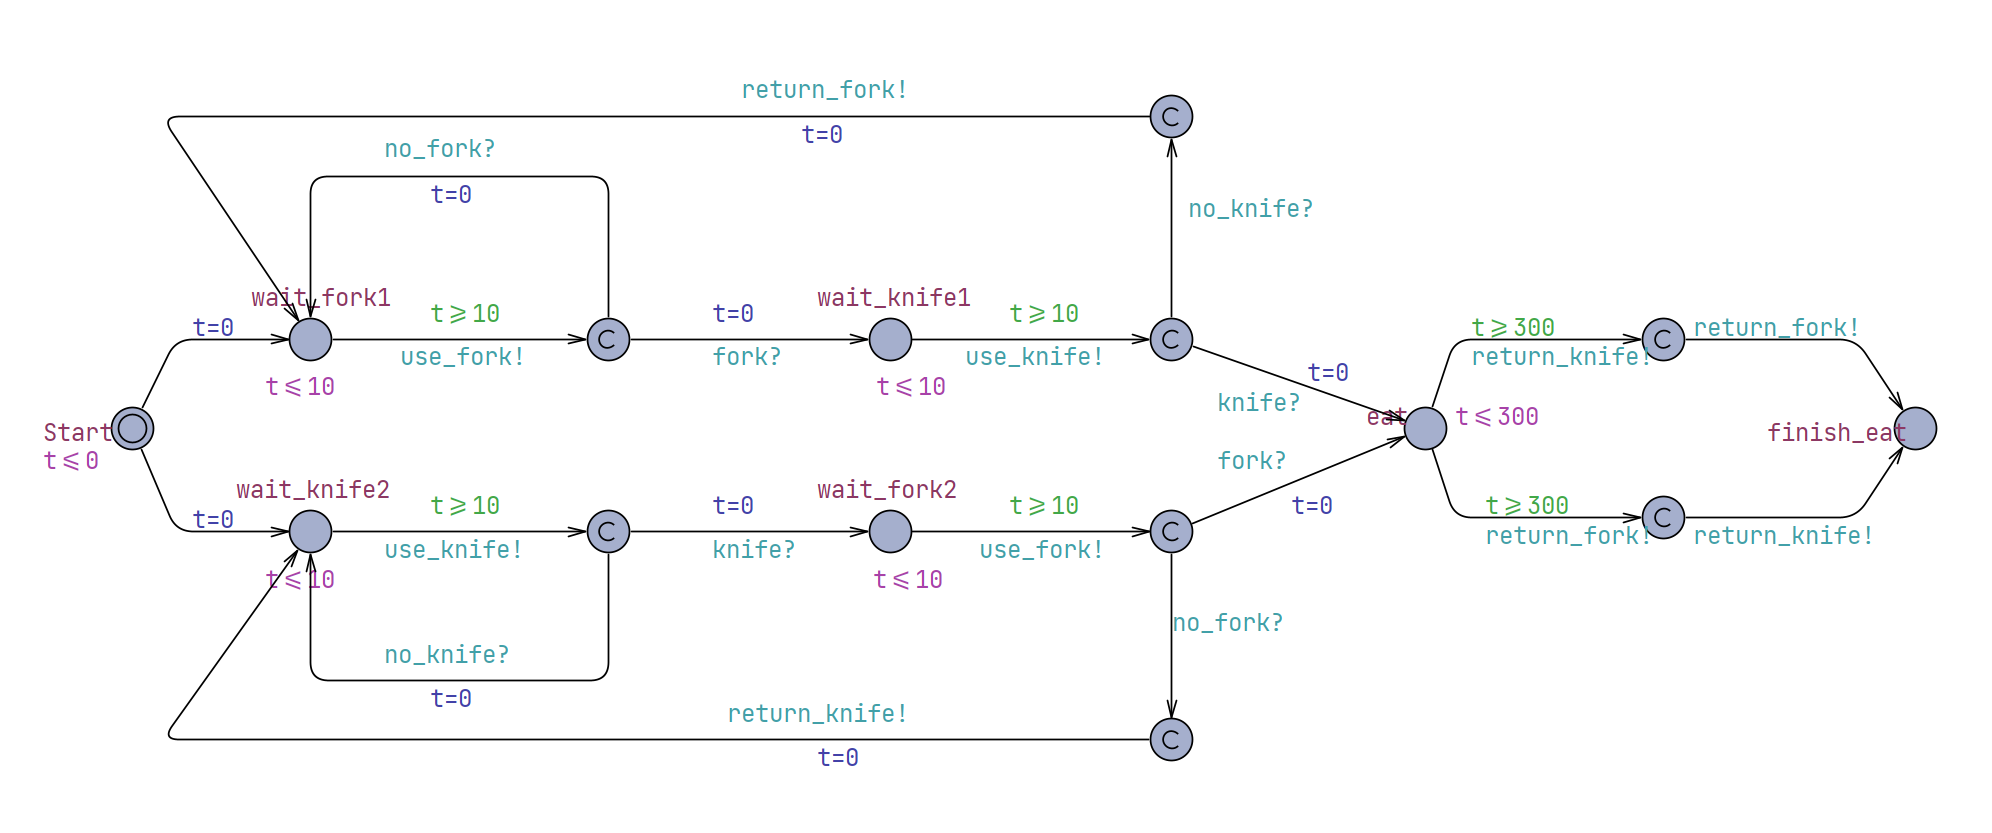 return_fork!
t=0
no_fork?
t=0
no_knife?
wait_fork1
t=0
t⩾10
use_fork!
t⩽10
t=0
fork?
wait_knife1
t⩽10
t⩾10
use_knife!
t=0
knife?
Start
t⩽0
eat
t⩽300
t⩾300
return_knife!
return_fork!
finish_eat
fork?
t=0
t⩾300
return_fork!
return_knife!
wait_knife2
t=0
t⩾10
use_knife!
t⩽10
t=0
knife?
wait_fork2
t⩽10
t⩾10
use_fork!
no_fork?
no_knife?
t=0
return_knife!
t=0
C
C
C
C
C
C
C
C